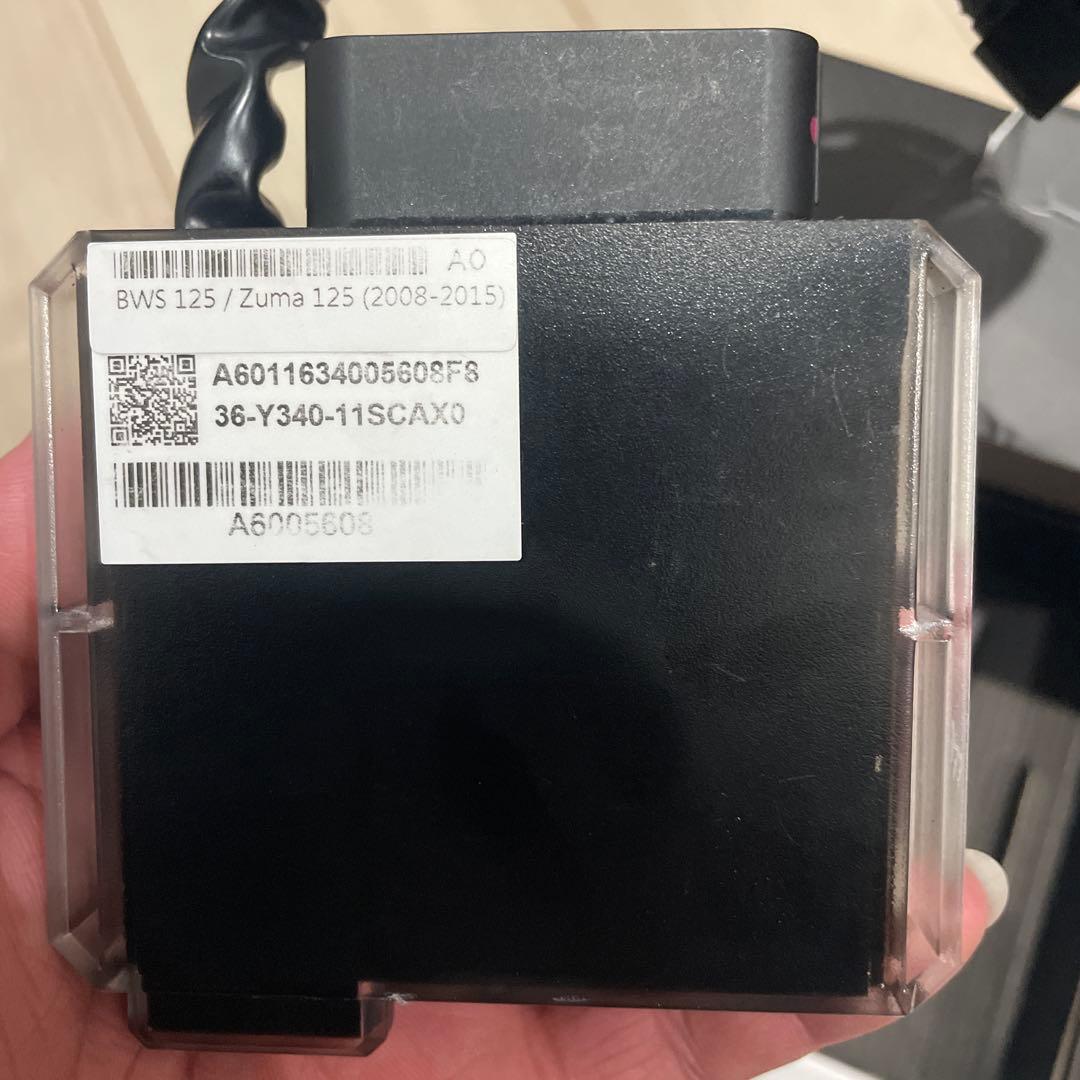 A0
BWS 125 / Zuma 125 (2008-2015)
A6011634005608F8
36-Y340-11SCAX0
A6005608